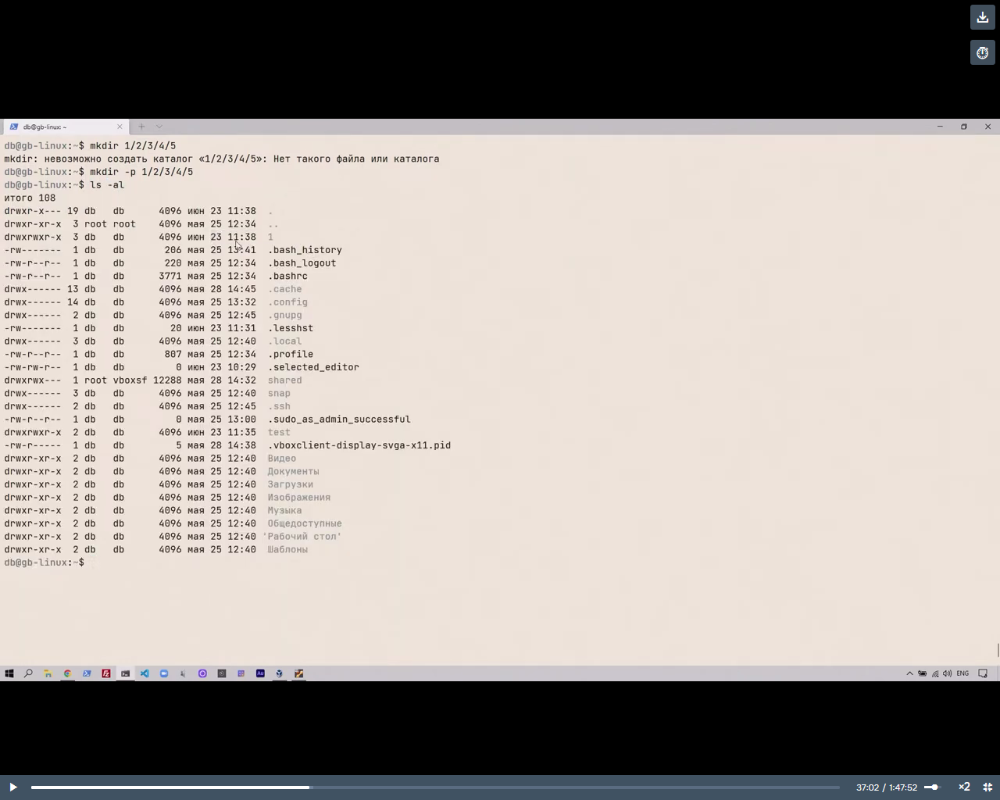 db@gb-linux: ~
db@gb-linux:~$ mkdir 1/2/3/4/5
mkdir: невозможно создать каталог «1/2/3/4/5»: Нет такого файла или каталога
db@gb-linux:~$ mkdir -p 1/2/3/4/5
db@gb-linux:~$ ls -al
итого 108
drwxr-x--- 19 db   db      4096 июн 23 11:38  .
drwxr-xr-x  3 root root    4096 мая 25 12:34  ..
drwxrwxr-x  3 db   db      4096 июн 23 11:38  1
-rw-------  1 db   db       206 мая 25 13:41  .bash_history
-rw-r--r--  1 db   db       220 мая 25 12:34  .bash_logout
-rw-r--r--  1 db   db      3771 мая 25 12:34  .bashrc
drwx------ 13 db   db      4096 мая 28 14:45  .cache
drwx------ 14 db   db      4096 мая 25 13:32  .config
drwx------  2 db   db      4096 мая 25 12:45  .gnupg
-rw-------  1 db   db        20 июн 23 11:31  .lesshst
drwx------  3 db   db      4096 мая 25 12:40  .local
-rw-r--r--  1 db   db       807 мая 25 12:34  .profile
-rw-rw-r--  1 db   db         0 июн 23 10:29  .selected_editor
drwxrwx---  1 root vboxsf 12288 мая 28 14:32  shared
drwx------  3 db   db      4096 мая 25 12:40  snap
drwx------  2 db   db      4096 мая 25 12:45  .ssh
-rw-r--r--  1 db   db         0 мая 25 13:00  .sudo_as_admin_successful
drwxrwxr-x  2 db   db      4096 июн 23 11:35  test
-rw-r-----  1 db   db         5 мая 28 14:38  .vboxclient-display-svga-x11.pid
drwxr-xr-x  2 db   db      4096 мая 25 12:40  Видео
drwxr-xr-x  2 db   db      4096 мая 25 12:40  Документы
drwxr-xr-x  2 db   db      4096 мая 25 12:40  Загрузки
drwxr-xr-x  2 db   db      4096 мая 25 12:40  Изображения
drwxr-xr-x  2 db   db      4096 мая 25 12:40  Музыка
drwxr-xr-x  2 db   db      4096 мая 25 12:40  Общедоступные
drwxr-xr-x  2 db   db      4096 мая 25 12:40 'Рабочий стол'
drwxr-xr-x  2 db   db      4096 мая 25 12:40  Шаблоны
db@gb-linux:~$
Fz Au ENG
37:02 / 1:47:52 ×2